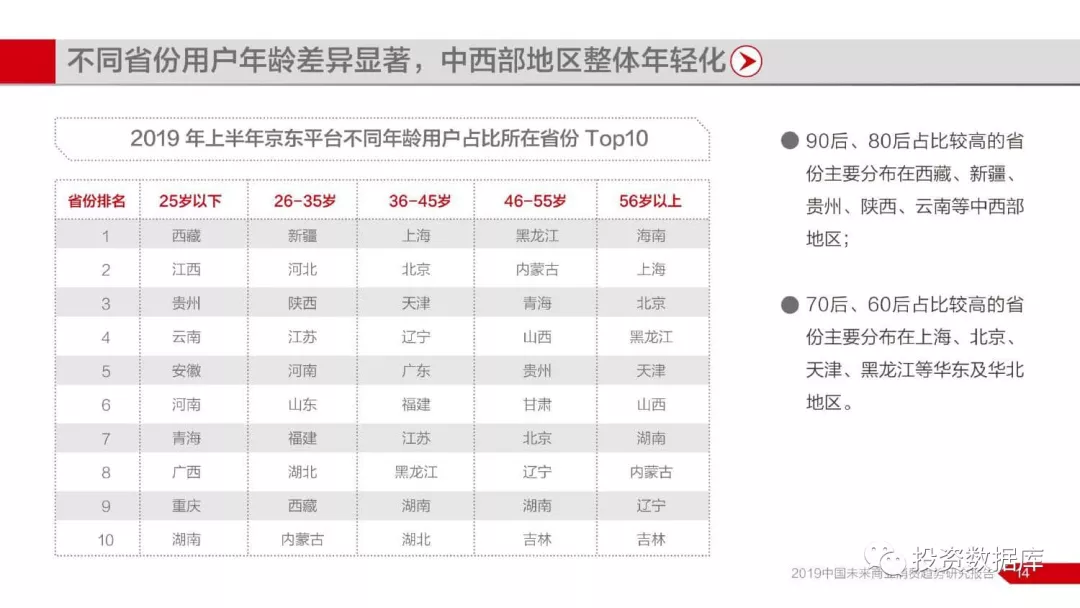 不同省份用户年龄差异显著，中西部地区整体年轻化
2019 年上半年京东平台不同年龄用户占比所在省份 Top10
省份排名 25岁以下 26-35岁 36-45岁 46-55岁 56岁以上
1 西藏 新疆 上海 黑龙江 海南
2 江西 河北 北京 内蒙古 上海
3 贵州 陕西 天津 青海 北京
4 云南 江苏 辽宁 山西 黑龙江
5 安徽 河南 广东 贵州 天津
6 河南 山东 福建 甘肃 山西
7 青海 福建 江苏 北京 湖南
8 广西 湖北 黑龙江 辽宁 内蒙古
9 重庆 西藏 湖南 湖南 辽宁
10 湖南 内蒙古 湖北 吉林 吉林
90后、80后占比较高的省
份主要分布在西藏、新疆、
贵州、陕西、云南等中西部
地区；
70后、60后占比较高的省
份主要分布在上海、北京、
天津、黑龙江等华东及华北
地区。
投资数据库
2019中国未来商业消费趋势研究报告 14